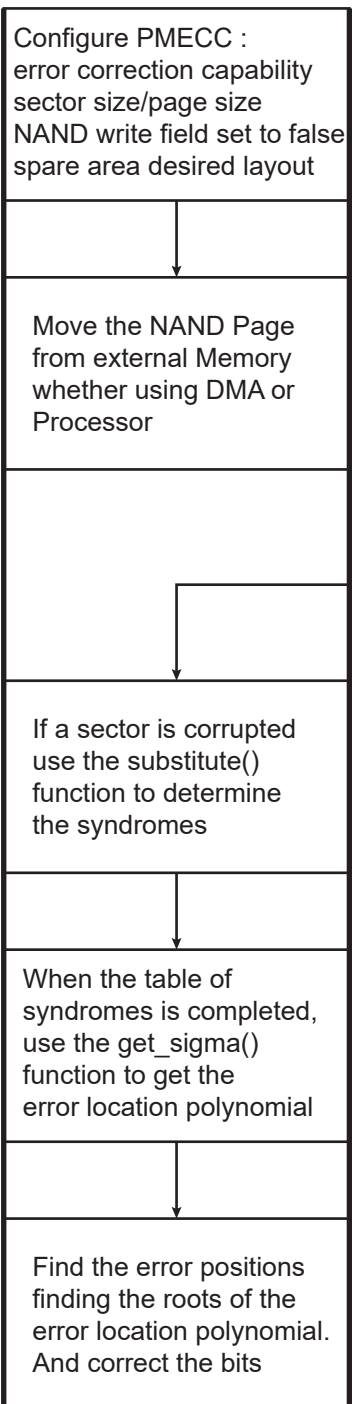 Configure PMECC :
error correction capability
sector size/page size
NAND write field set to false
spare area desired layout
Move the NAND Page
from external Memory
whether using DMA or
Processor
If a sector is corrupted
use the substitute()
function to determine
the syndromes
When the table of
syndromes is completed,
use the get_sigma()
function to get the
error location polynomial
Find the error positions
finding the roots of the
error location polynomial.
And correct the bits